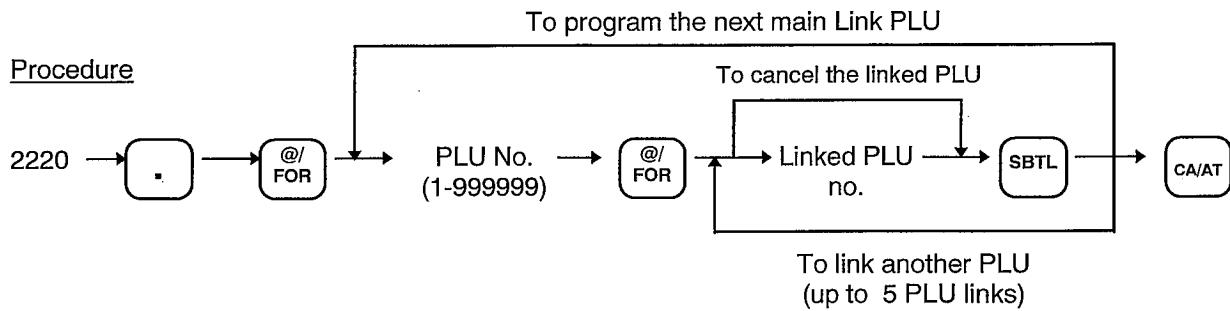 To program the next main Link PLU
Procedure
To cancel the linked PLU
2220
.
@/
FOR
PLU No.
(1-999999)
@/
FOR
Linked PLU
no.
SBTL
CA/AT
To link another PLU
(up to 5 PLU links)